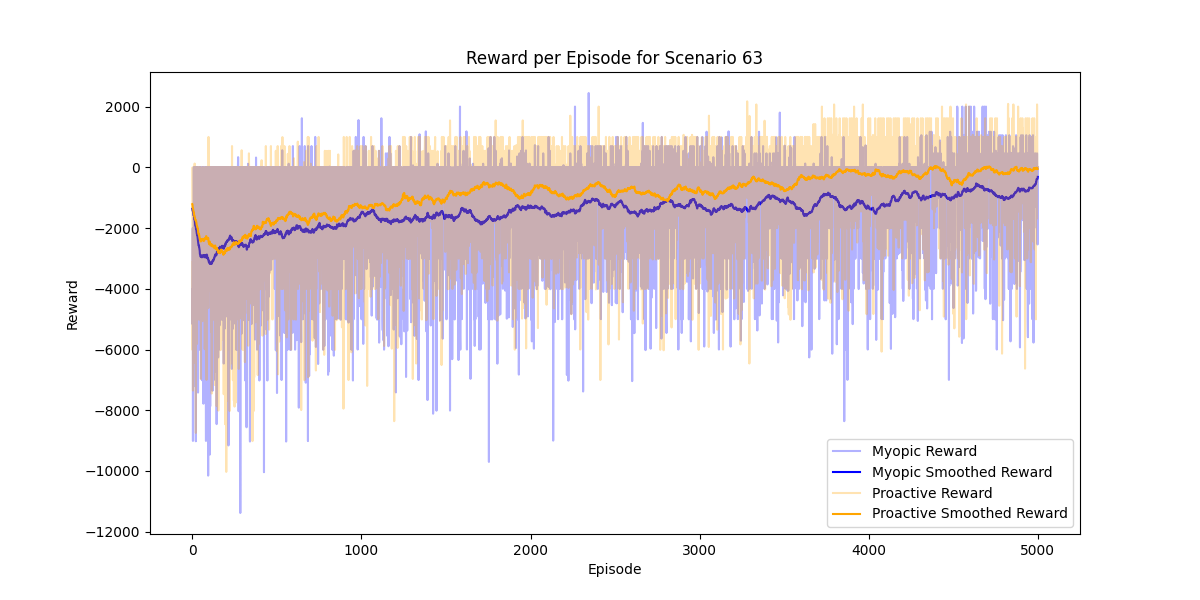 Reward per Episode for Scenario 63
Reward
2000
0
−2000
−4000
−6000
−8000
−10000
−12000
0 1000 2000 3000 4000 5000
Episode
Myopic Reward
Myopic Smoothed Reward
Proactive Reward
Proactive Smoothed Reward